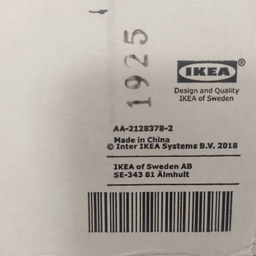 1925
IKEA®
Design and Quality
IKEA of Sweden
AA-2128378-2
Made in China
© Inter IKEA Systems B.V. 2018
IKEA of Sweden AB
SE-343 81 Älmhult